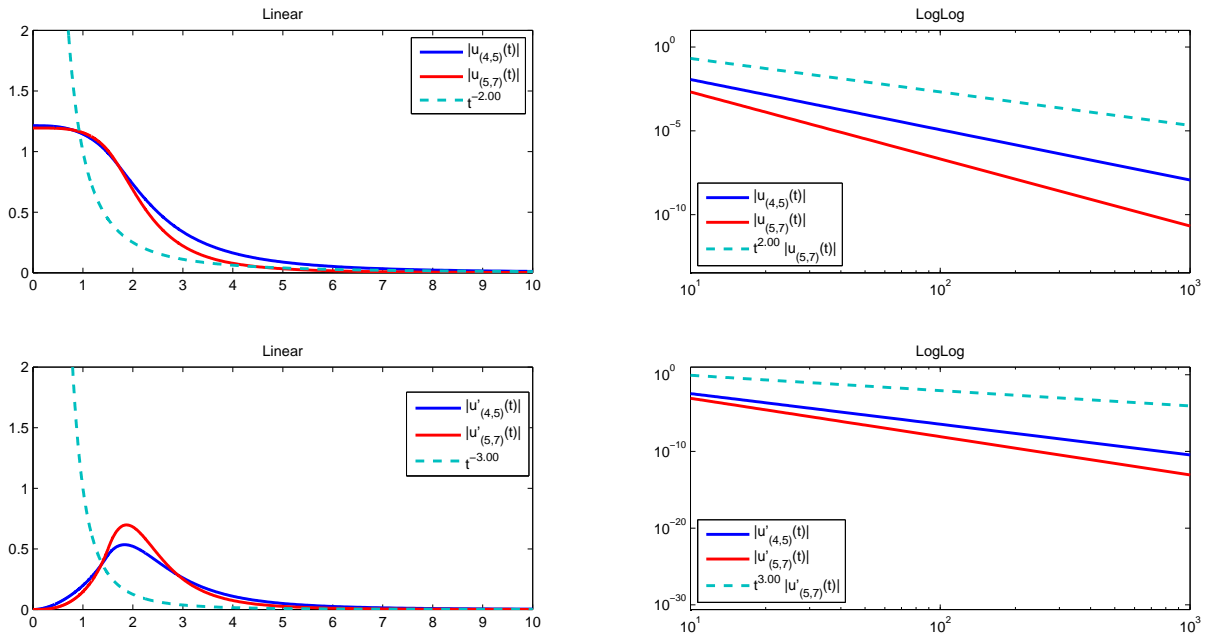 Linear
2
1.5
1
0.5
0
0 1 2 3 4 5 6 7 8 9 10
|u_(4,5)(t)|
|u_(5,7)(t)|
t^−2.00
LogLog
10^0
10^−5
10^−10
10^1 10^2 10^3
|u_(4,5)(t)|
|u_(5,7)(t)|
t^2.00 |u_(5,7)(t)|
Linear
2
1.5
1
0.5
0
0 1 2 3 4 5 6 7 8 9 10
|u'_(4,5)(t)|
|u'_(5,7)(t)|
t^−3.00
LogLog
10^0
10^−10
10^−20
10^−30
10^1 10^2 10^3
|u'_(4,5)(t)|
|u'_(5,7)(t)|
t^3.00 |u'_(5,7)(t)|